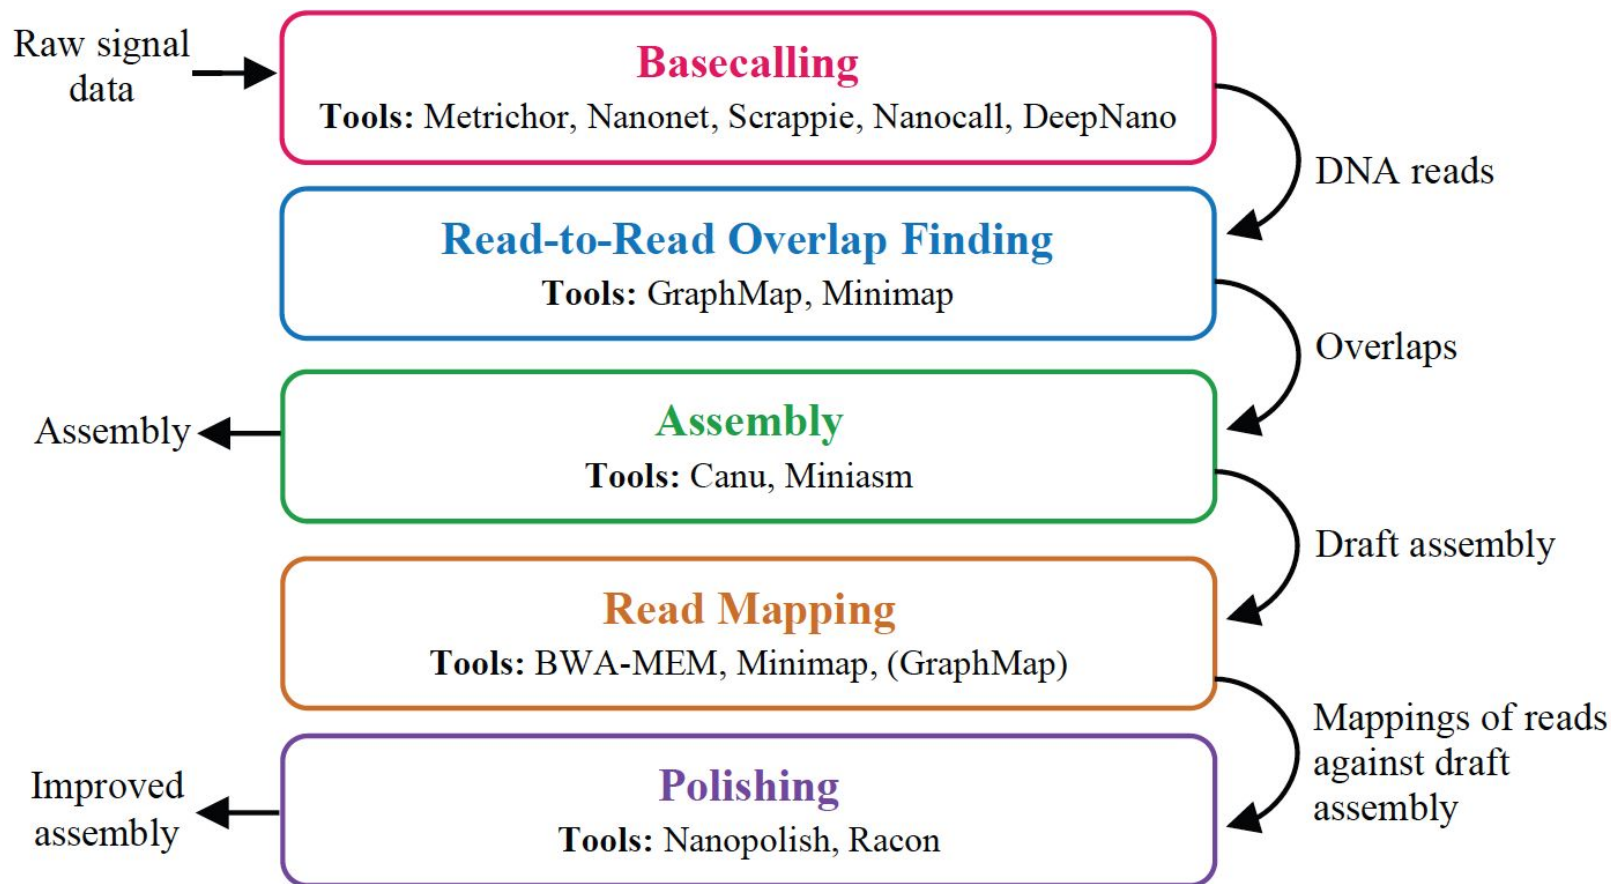 Raw signal
data
Basecalling
Tools: Metrichor, Nanonet, Scrappie, Nanocall, DeepNano
DNA reads
Read-to-Read Overlap Finding
Tools: GraphMap, Minimap
Overlaps
Assembly
Assembly
Tools: Canu, Miniasm
Draft assembly
Read Mapping
Tools: BWA-MEM, Minimap, (GraphMap)
Mappings of reads
against draft
assembly
Improved
assembly
Polishing
Tools: Nanopolish, Racon